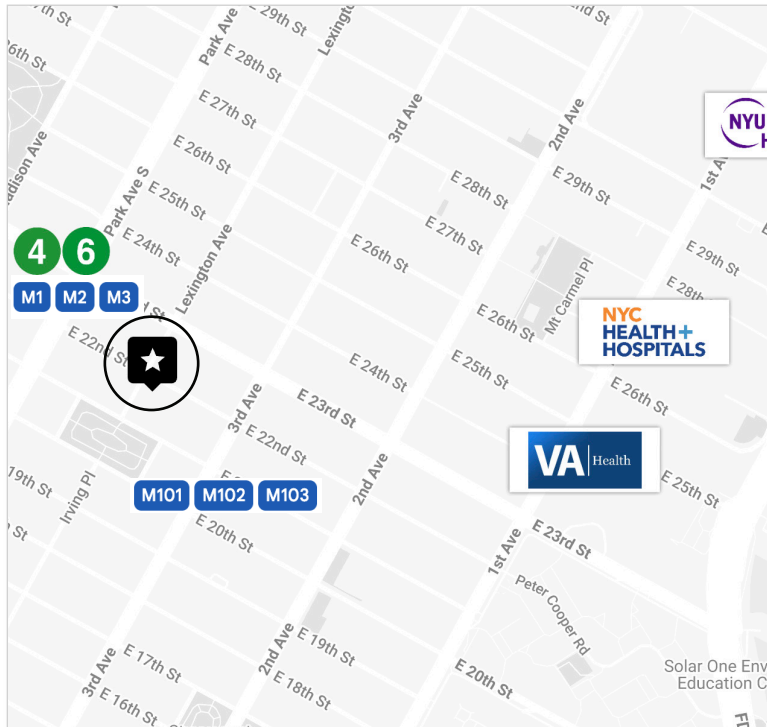 E 29th St
Park Ave
E 28th St
3rd Ave
2nd Ave
E 27th St
NYU
E 26th St
E 28th St
E 29th St
Park Ave S
E 25th St
E 27th St
E 24th St
Lexington Ave
E 26th St
E 29th St
4
6
M1
M2
M3
Mt Carmel Pl
E 28th
E 26th St
NYC
HEALTH+
HOSPITALS
E 22nd St
E 24th St
E 25th St
E 26th St
3rd Ave
E 23rd St
E 22nd St
VA
Health
2nd Ave
E 25th St
19th St
Irving Pl
M101
M102
M103
E 20th St
1st Ave
E 23rd St
Peter Cooper Rd
E 19th St
2nd Ave
E 17th St
E 20th St
Solar One Env
Education C
3rd Ave
E 18th St
E 16th St